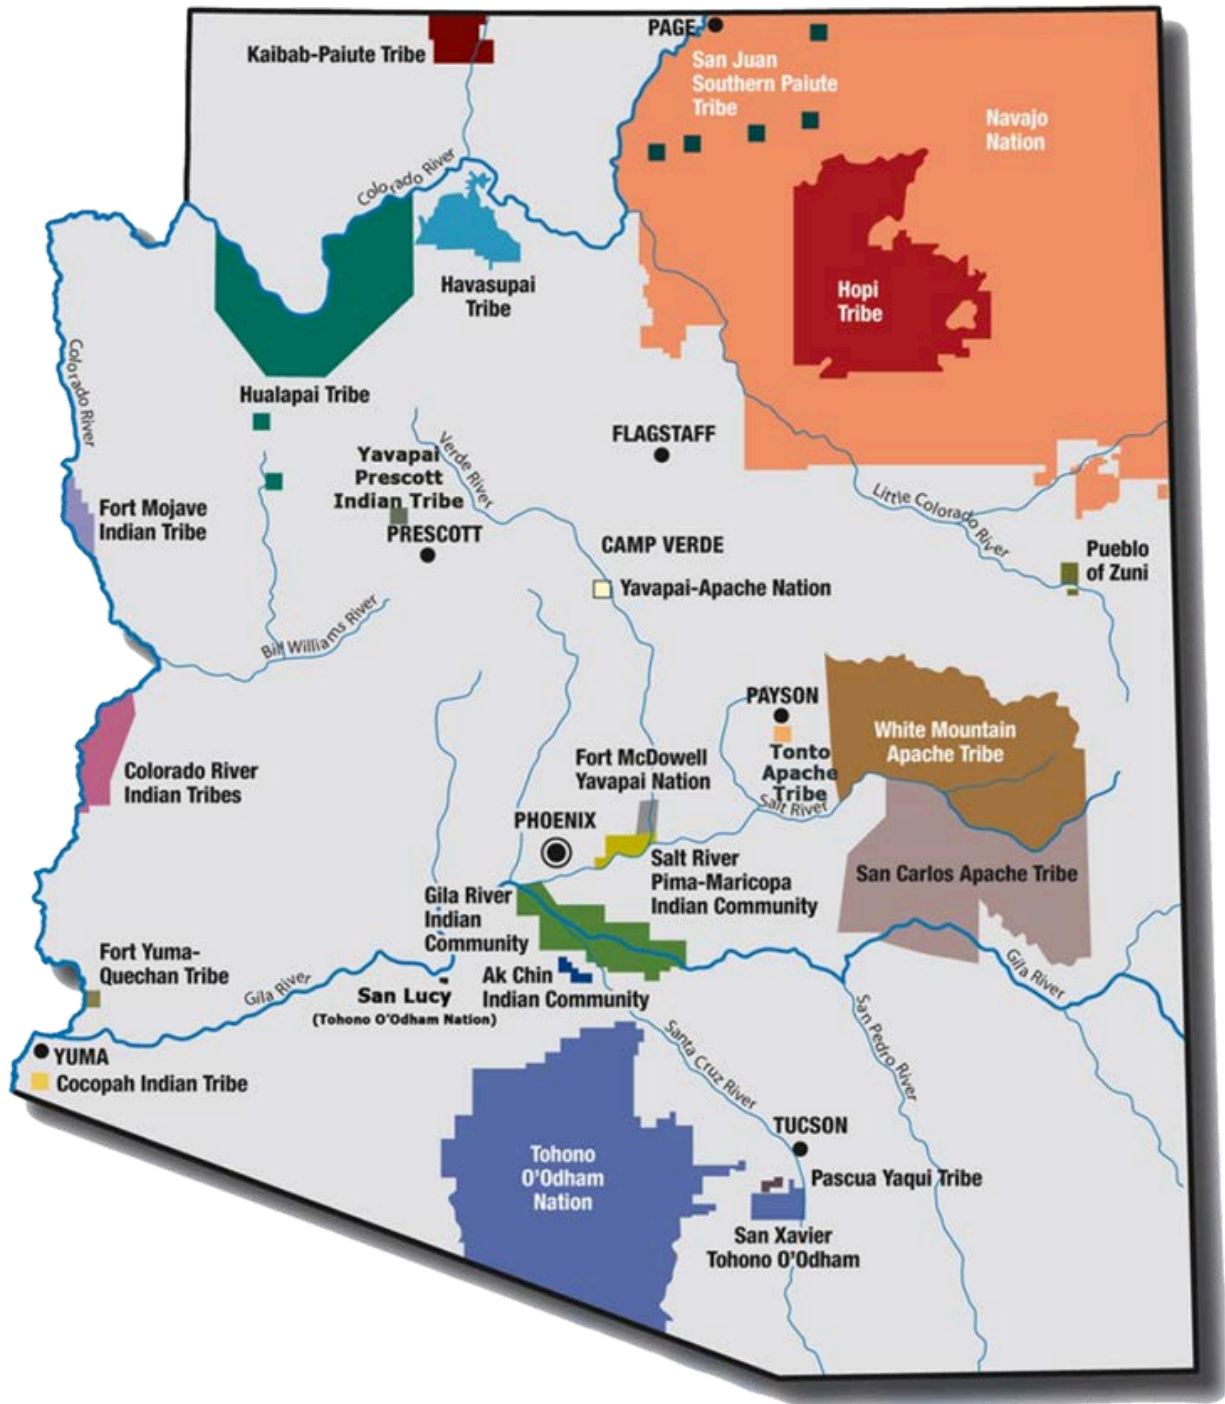 PAGE
Kaibab-Paiute Tribe
San Juan
Southern Paiute
Tribe
Navajo
Nation
Colorado River
Havasupai
Tribe
Hopi
Tribe
Colorado River
Hualapai Tribe
FLAGSTAFF
Verde River
Yavapai
Prescott
Indian Tribe
PRESCOTT
Fort Mojave
Indian Tribe
Little Colorado River
CAMP VERDE
Yavapai-Apache Nation
Pueblo
of Zuni
Bill Williams River
PAYSON
Tonto
Apache
Tribe
White Mountain
Apache Tribe
Colorado River
Indian Tribes
Fort McDowell
Yavapai Nation
Salt River
PHOENIX
Salt River
Pima-Maricopa
Indian Community
San Carlos Apache Tribe
Gila River
Indian
Community
Fort Yuma-
Quechan Tribe
Gila River
San Lucy
(Tohono O'Odham Nation)
Ak Chin
Indian Community
Gila River
San Pedro River
Santa Cruz River
YUMA
Cocopah Indian Tribe
TUCSON
Tohono
O'Odham
Nation
Pascua Yaqui Tribe
San Xavier
Tohono O'Odham